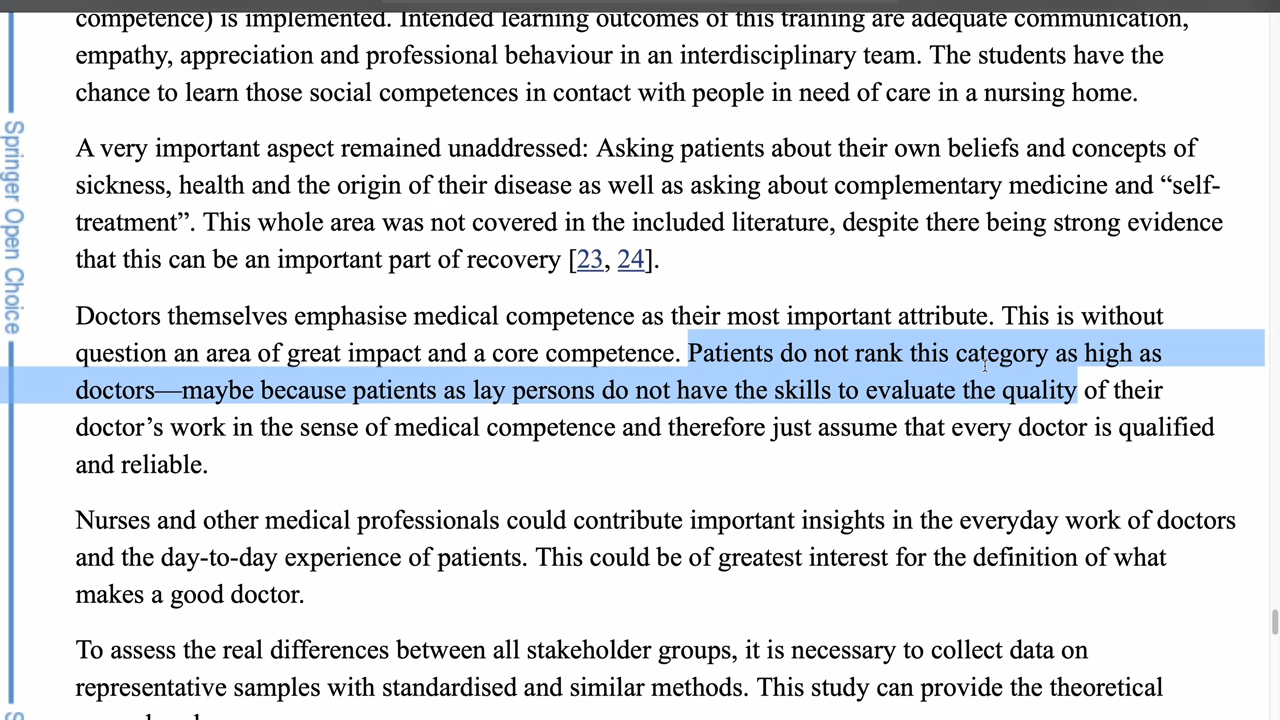 competence) is implemented. Intended learning outcomes of this training are adequate communication,
empathy, appreciation and professional behaviour in an interdisciplinary team. The students have the
chance to learn those social competences in contact with people in need of care in a nursing home.
A very important aspect remained unaddressed: Asking patients about their own beliefs and concepts of
sickness, health and the origin of their disease as well as asking about complementary medicine and “self-
treatment”. This whole area was not covered in the included literature, despite there being strong evidence
that this can be an important part of recovery [23, 24].
Doctors themselves emphasise medical competence as their most important attribute. This is without
question an area of great impact and a core competence. Patients do not rank this category as high as
doctors—maybe because patients as lay persons do not have the skills to evaluate the quality of their
doctor’s work in the sense of medical competence and therefore just assume that every doctor is qualified
and reliable.
Nurses and other medical professionals could contribute important insights in the everyday work of doctors
and the day-to-day experience of patients. This could be of greatest interest for the definition of what
makes a good doctor.
To assess the real differences between all stakeholder groups, it is necessary to collect data on
representative samples with standardised and similar methods. This study can provide the theoretical
Springer Open Choice